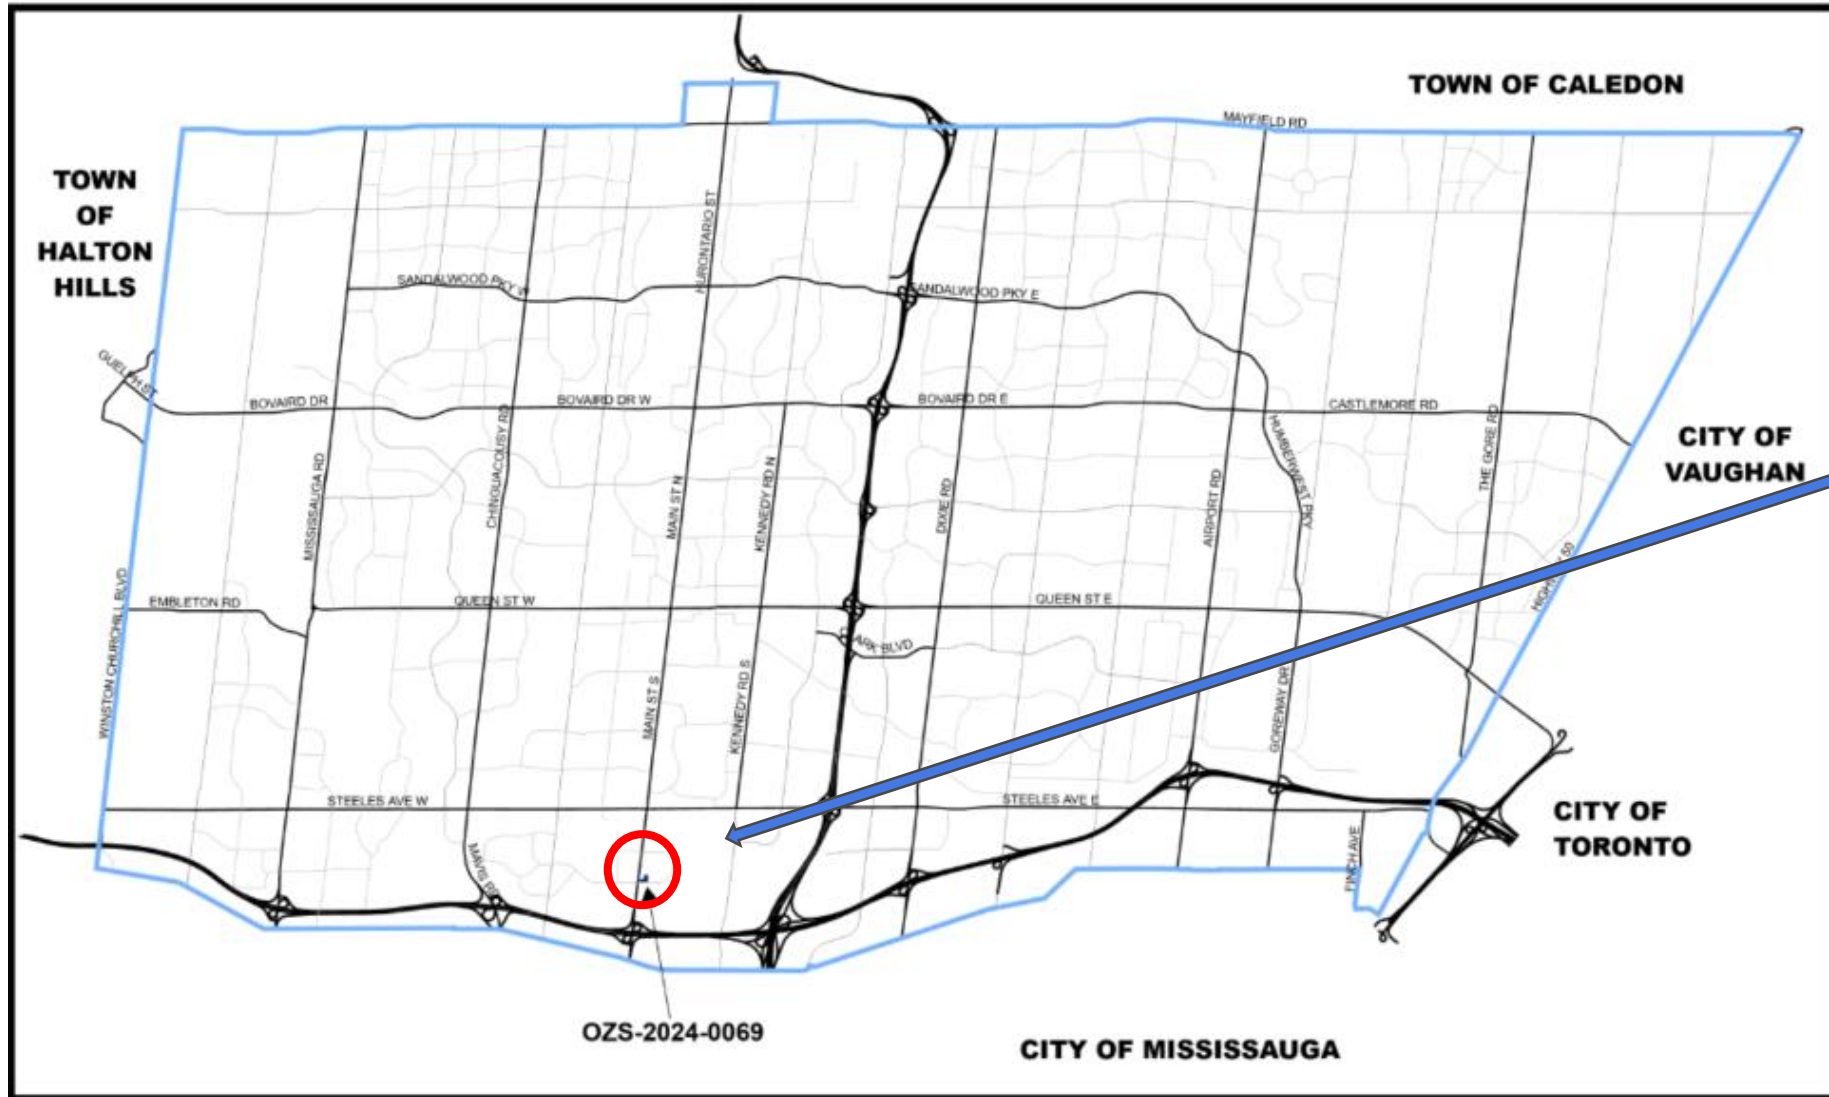 TOWN OF CALEDON
MAYFIELD RD
TOWN
OF
HALTON
HILLS
HURONTARIO ST
SANDALWOOD PKY W
SANDALWOOD PKY E
GUELPH ST
BOVAIRD DR
BOVAIRD DR W
BOVAIRD DR E
CASTLEMORE RD
CITY OF
VAUGHAN
MISSISSAUGA RD
CHINGUACOUSY RD
MAIN ST N
KENNEDY RD N
DIXIE RD
AIRPORT RD
HUMBERWEST PKY
THE GORE RD
HIGHWAY 50
WINSTON CHURCHILL BLVD
EMBLETON RD
QUEEN ST W
QUEEN ST E
CLARK BLVD
MAIN ST S
KENNEDY RD S
GOREWAY DR
STEELES AVE W
STEELES AVE E
MAVIS RD
FINCH AVE
CITY OF
TORONTO
OZS-2024-0069
CITY OF MISSISSAUGA